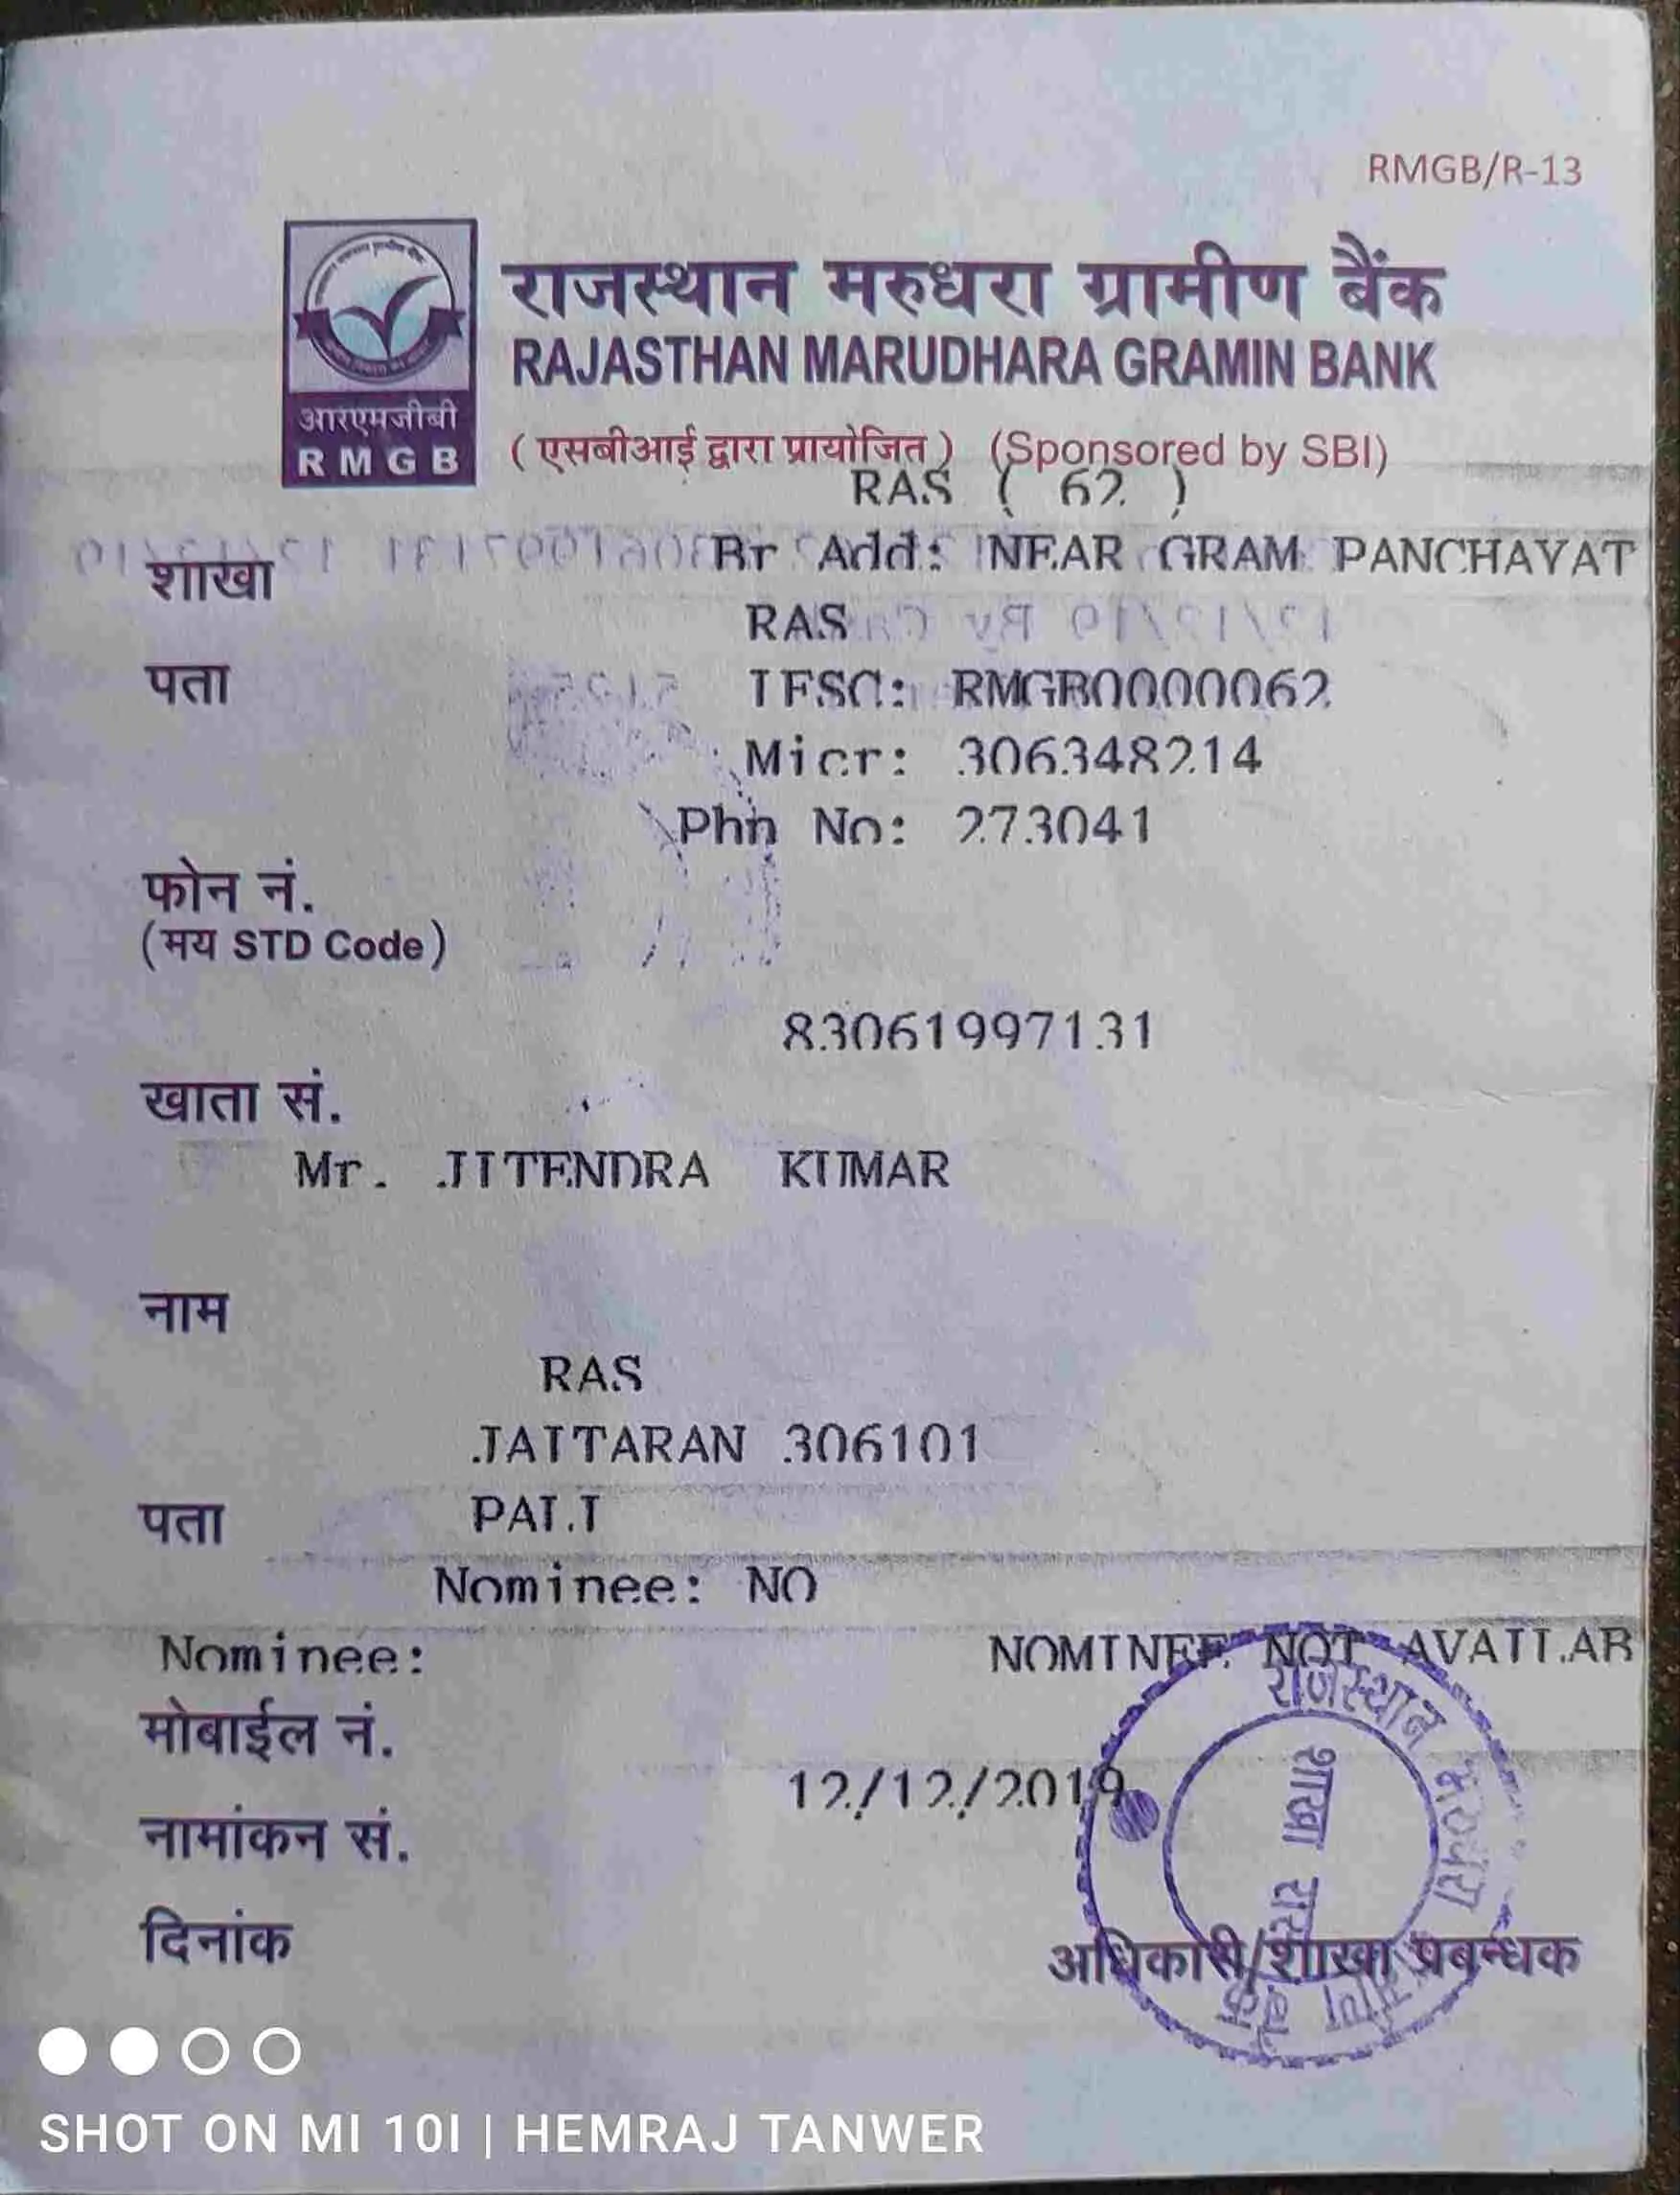 RMGB/R-13
राजस्थान मरुधरा ग्रामीण बैंक
RAJASTHAN MARUDHARA GRAMIN BANK
आरएमजीबी
RMGB
( एसबीआई द्वारा प्रायोजित ) (Sponsored by SBI)
RAS ( 62 )
शाखा Br Add: NEAR GRAM PANCHAYAT
RAS
पता IFSC: RMGB0000062
Micr: 306348214
Phn No: 273041
फोन नं.
(मय STD Code)
83061997131
खाता सं.
Mr. JITENDRA KUMAR
नाम
RAS
JAITARAN 306101
पता PALI
Nominee: NO
Nominee: NOMINEE NOT AVAILAB
मोबाईल नं.
12/12/2019
नामांकन सं.
दिनांक
राजस्थान मरुधरा ग्रामीण बैंक
शाखा रास
अधिकारी/शाखा प्रबन्धक
SHOT ON MI 10I | HEMRAJ TANWER